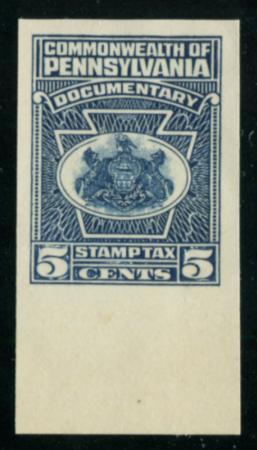 COMMONWEALTH OF
PENNSYLVANIA
DOCUMENTARY
5 STAMP TAX 5
CENTS